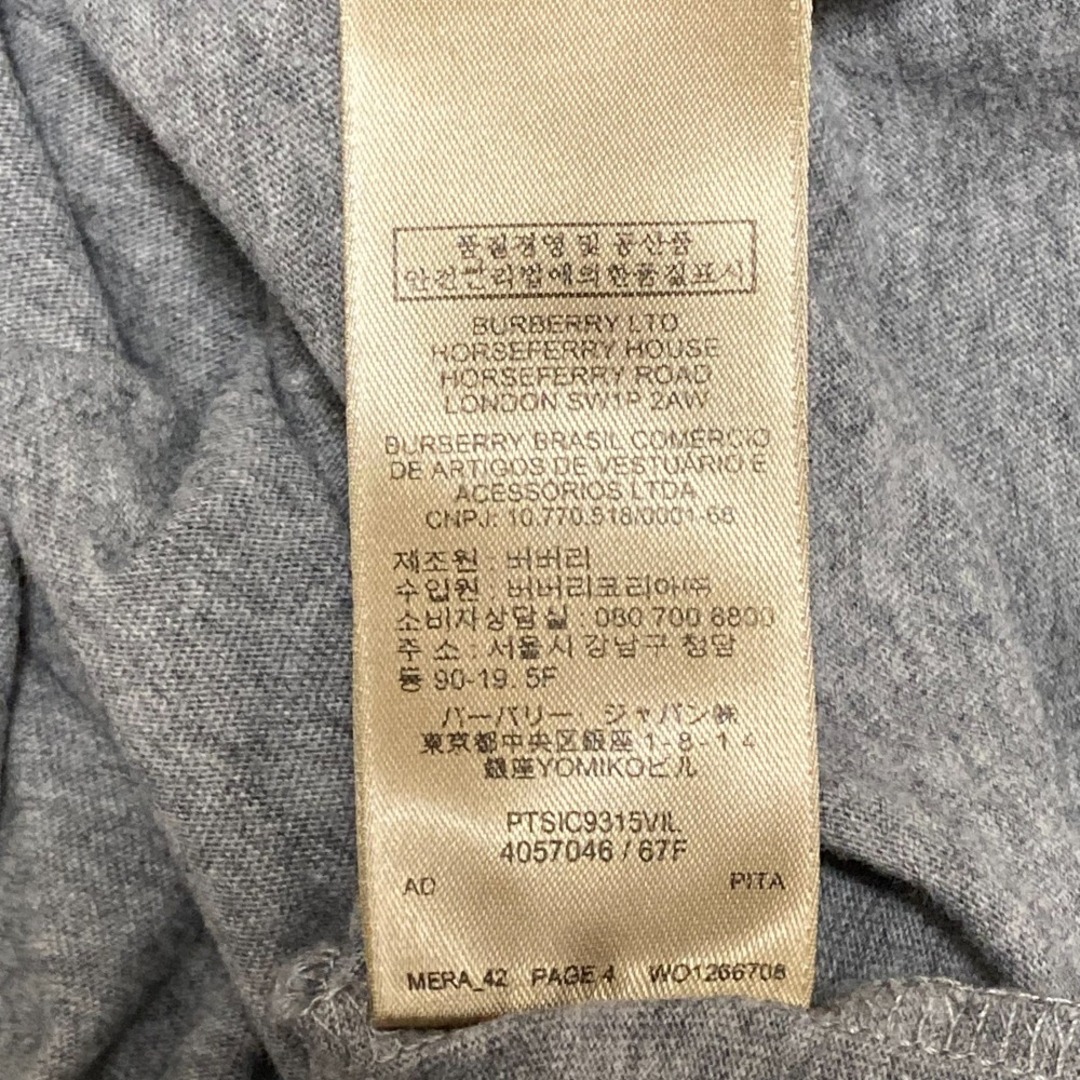 품질경영 및 공산품
안전관리법에의한품질표시
BURBERRY LTD
HORSEFERRY HOUSE
HORSEFERRY ROAD
LONDON SW1P 2AW
BURBERRY BRASIL COMERCIO
DE ARTIGOS DE VESTUARIO E
ACESSORIOS LTDA
CNPJ: 10.770.518/0001-68
제조원 : 버버리
수입원 : 버버리코리아㈜
소비자상담실 : 080 700 8800
주 소 : 서울시 강남구 청담
동 90-19. 5F
バーバリー・ジャパン㈱
東京都中央区銀座 1-8-14
銀座YOMIKOビル
PTSIC9315VIL
4057046 / 67F
AD PITA
MERA_42 PAGE 4 WO1266708